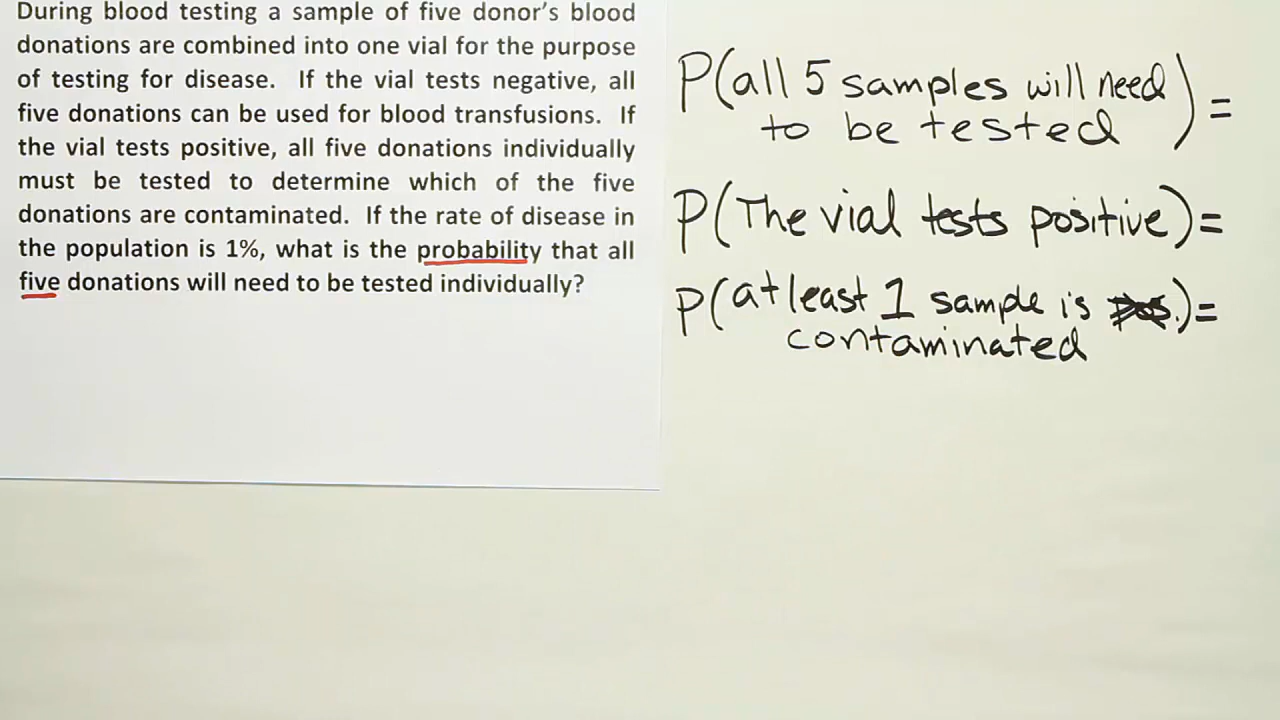 During blood testing a sample of five donor's blood
donations are combined into one vial for the purpose
of testing for disease. If the vial tests negative, all
five donations can be used for blood transfusions. If
the vial tests positive, all five donations individually
must be tested to determine which of the five
donations are contaminated. If the rate of disease in
the population is 1%, what is the probability that all
five donations will need to be tested individually?
P(all 5 samples will need
to be tested) =
P(The vial tests positive) =
P(at least 1 sample is .) =
contaminated